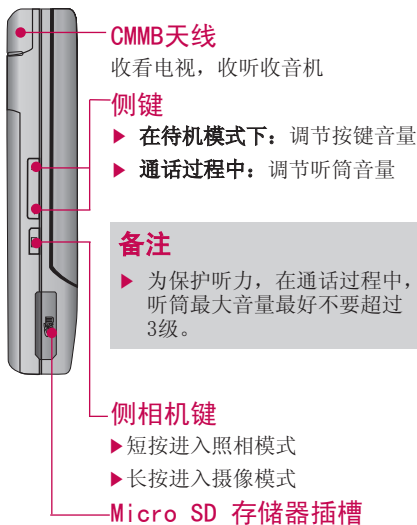 CMMB天线
收看电视，收听收音机
侧键
▶ 在待机模式下：调节按键音量
▶ 通话过程中：调节听筒音量
备注
▶ 为保护听力，在通话过程中，
听筒最大音量最好不要超过
3级。
侧相机键
▶短按进入照相模式
▶长按进入摄像模式
Micro SD 存储器插槽